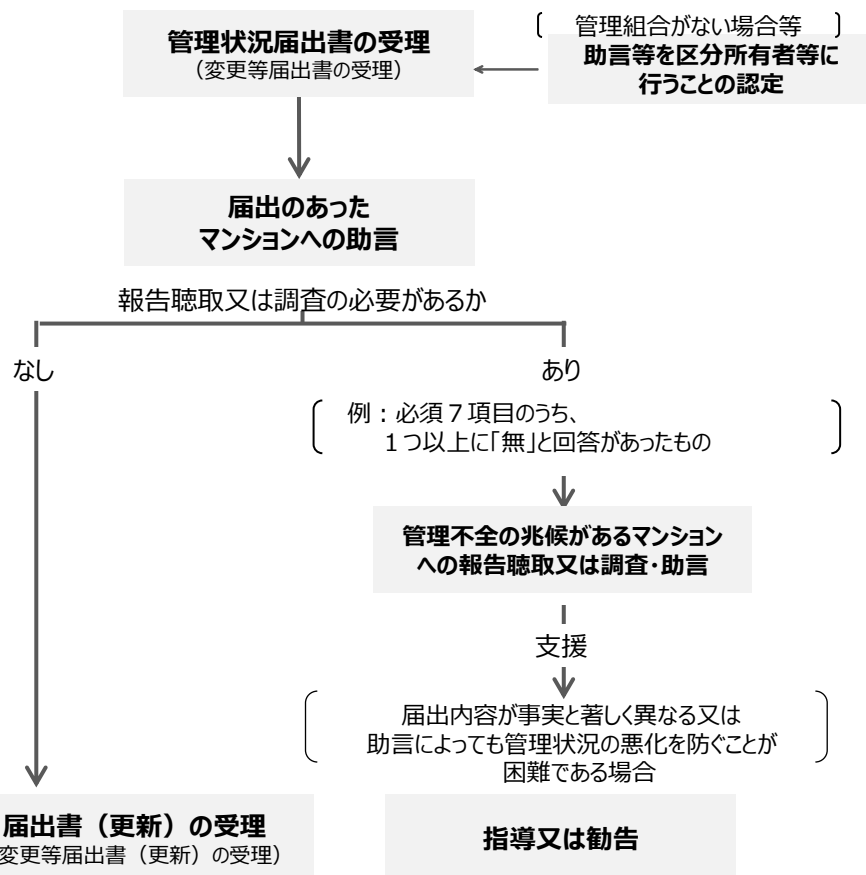 管理状況届出書の受理
（変更等届出書の受理）
管理組合がない場合等
助言等を区分所有者等に
行うことの認定
届出のあった
マンションへの助言
報告聴取又は調査の必要があるか
なし
あり
例：必須７項目のうち、
１つ以上に「無」と回答があったもの
管理不全の兆候があるマンション
への報告聴取又は調査・助言
支援
届出内容が事実と著しく異なる又は
助言によっても管理状況の悪化を防ぐことが
困難である場合
届出書（更新）の受理
変更等届出書（更新）の受理）
指導又は勧告